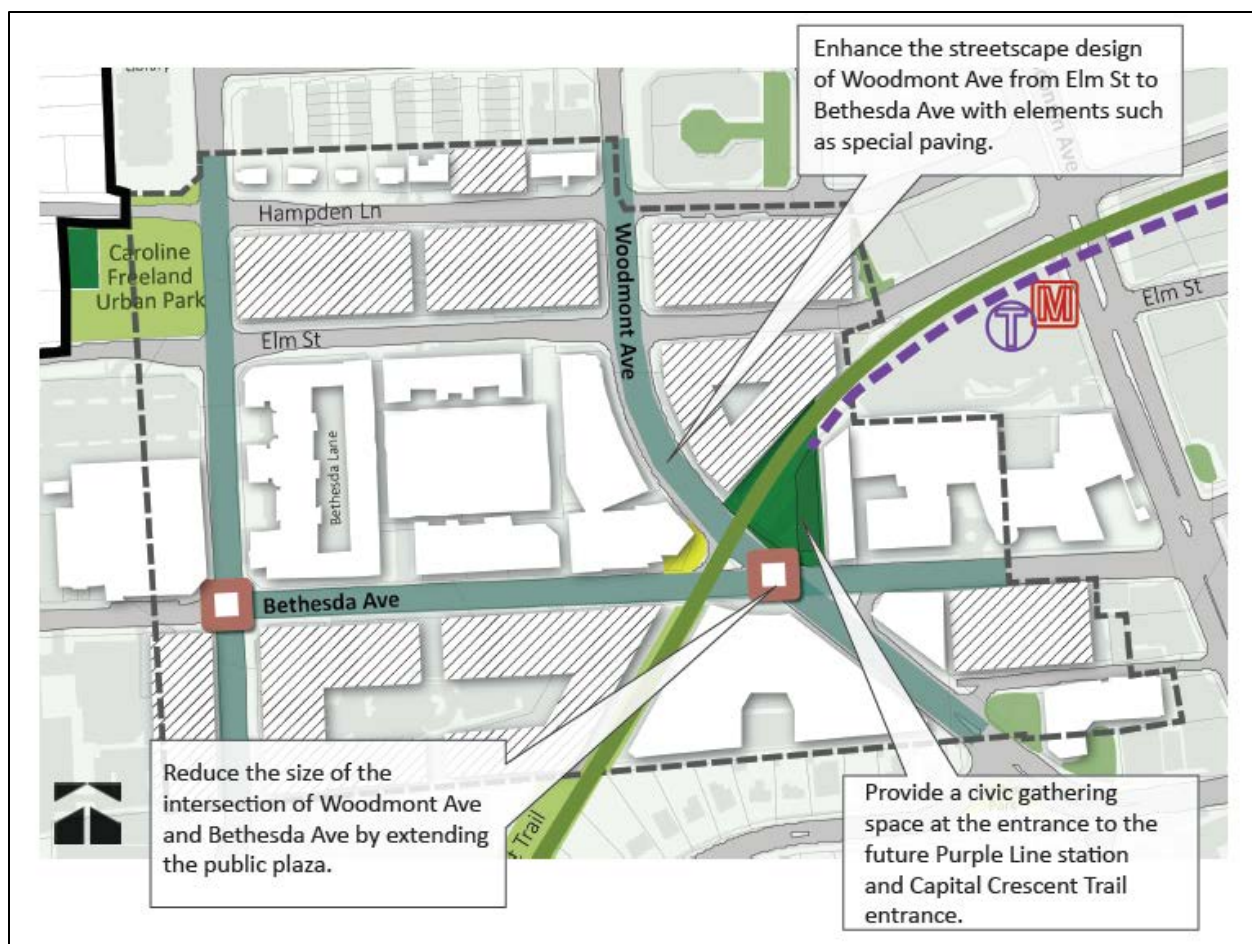 Enhance the streetscape design
of Woodmont Ave from Elm St to
Bethesda Ave with elements such
as special paving.
Hampden Ln
Caroline
Freeland
Urban Park
Woodmont Ave
Elm St
Elm St
T
M
Bethesda Lane
Bethesda Ave
Reduce the size of the
intersection of Woodmont Ave
and Bethesda Ave by extending
the public plaza.
Trail
Provide a civic gathering
space at the entrance to the
future Purple Line station
and Capital Crescent Trail
entrance.